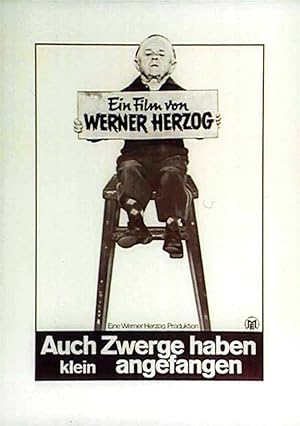 Ein Film von
WERNER HERZOG
Eine Werner Herzog Produktion
Auch Zwerge haben
klein angefangen